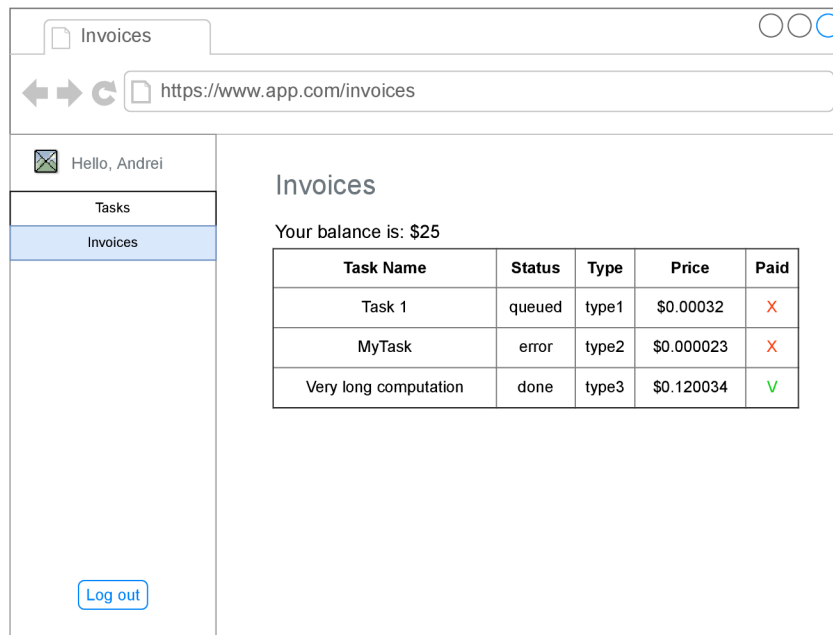 Invoices
https://www.app.com/invoices
Hello, Andrei
Tasks
Invoices
Log out
Invoices
Your balance is: $25
Task Name Status Type Price Paid
Task 1 queued type1 $0.00032 X
MyTask error type2 $0.000023 X
Very long computation done type3 $0.120034 V